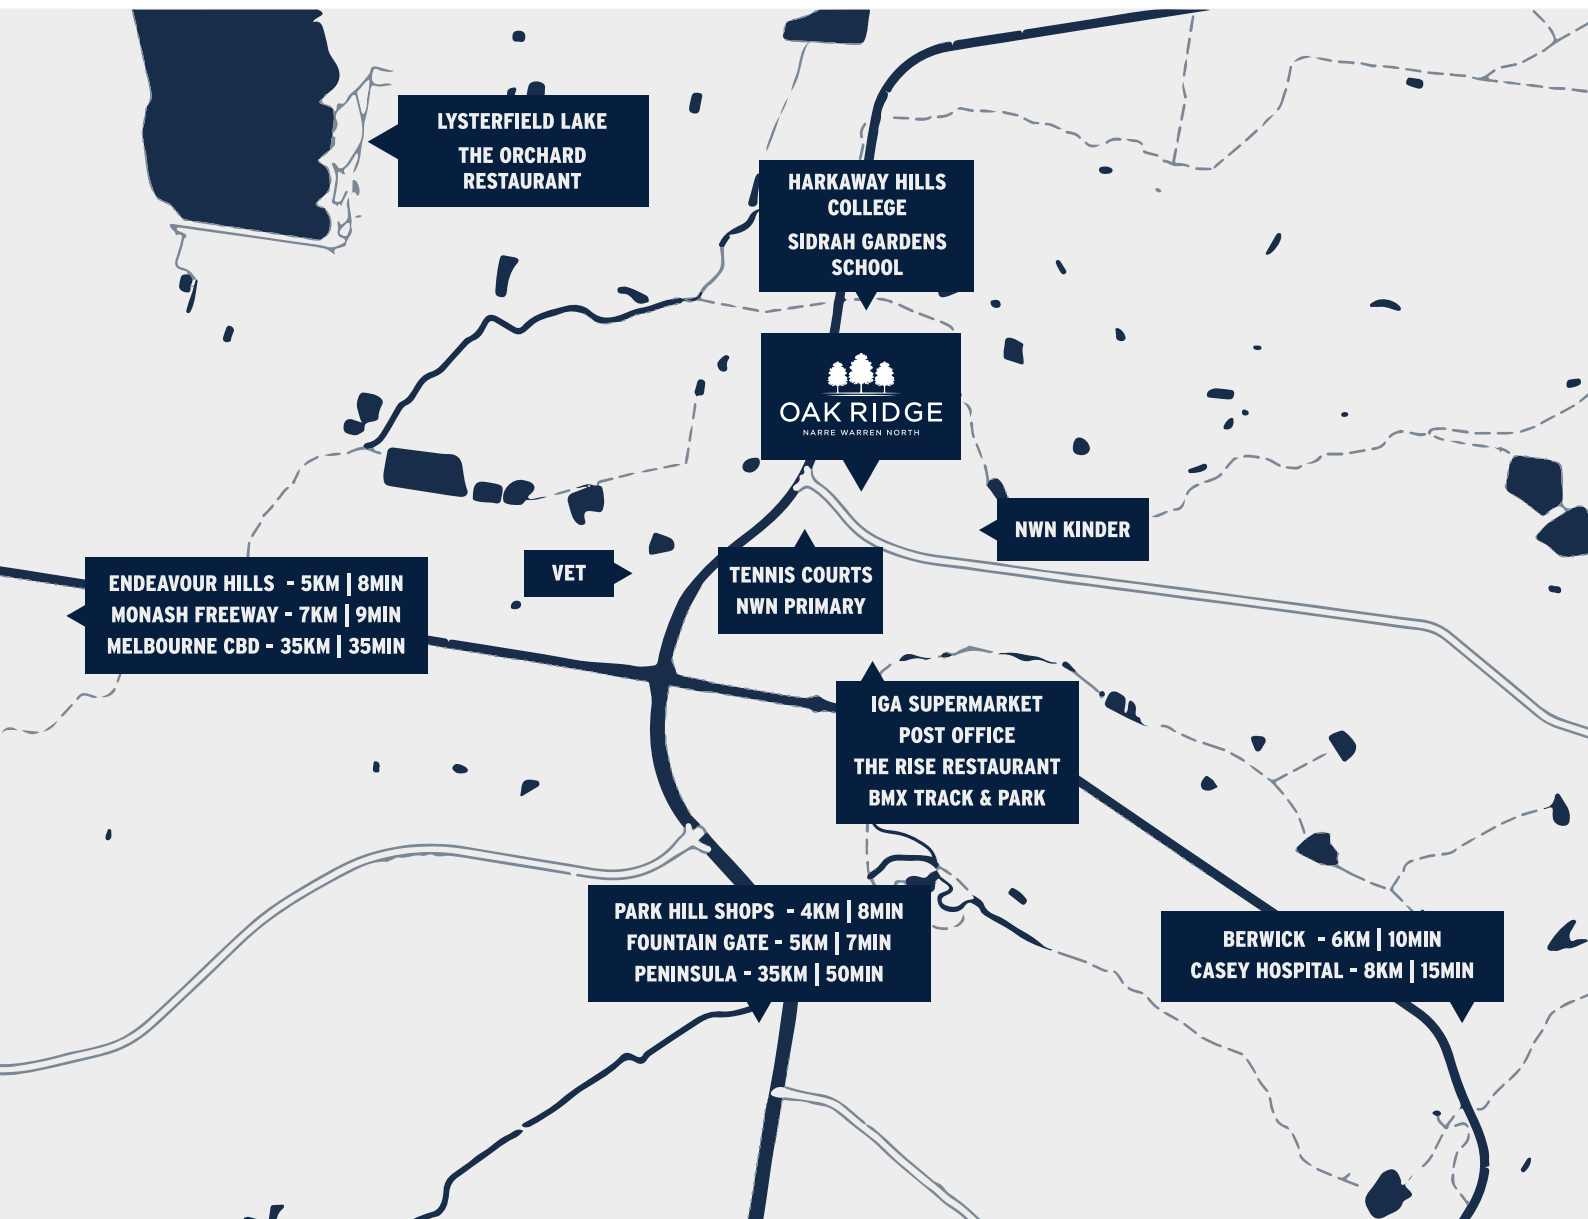 LYSTERFIELD LAKE
THE ORCHARD
RESTAURANT
HARKAWAY HILLS
COLLEGE
SIDRAH GARDENS
SCHOOL
OAK RIDGE
NARRE WARREN NORTH
NWN KINDER
VET
TENNIS COURTS
NWN PRIMARY
ENDEAVOUR HILLS - 5KM | 8MIN
MONASH FREEWAY - 7KM | 9MIN
MELBOURNE CBD - 35KM | 35MIN
IGA SUPERMARKET
POST OFFICE
THE RISE RESTAURANT
BMX TRACK & PARK
PARK HILL SHOPS - 4KM | 8MIN
FOUNTAIN GATE - 5KM | 7MIN
PENINSULA - 35KM | 50MIN
BERWICK - 6KM | 10MIN
CASEY HOSPITAL - 8KM | 15MIN